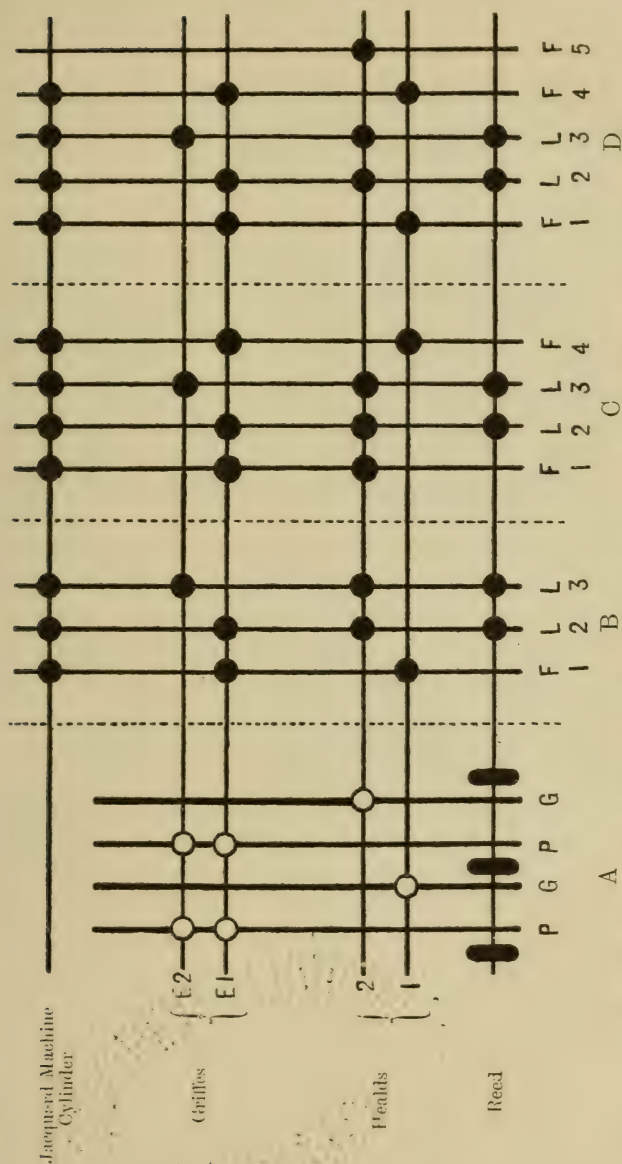 Jacquard Machine
Cylinder
Griffes { E 2
E 1
Healds { 2
1
Reed
P G P G F L L F L L F F L L F F
1 2 3 1 2 3 4 1 2 3 4 5
A B C D